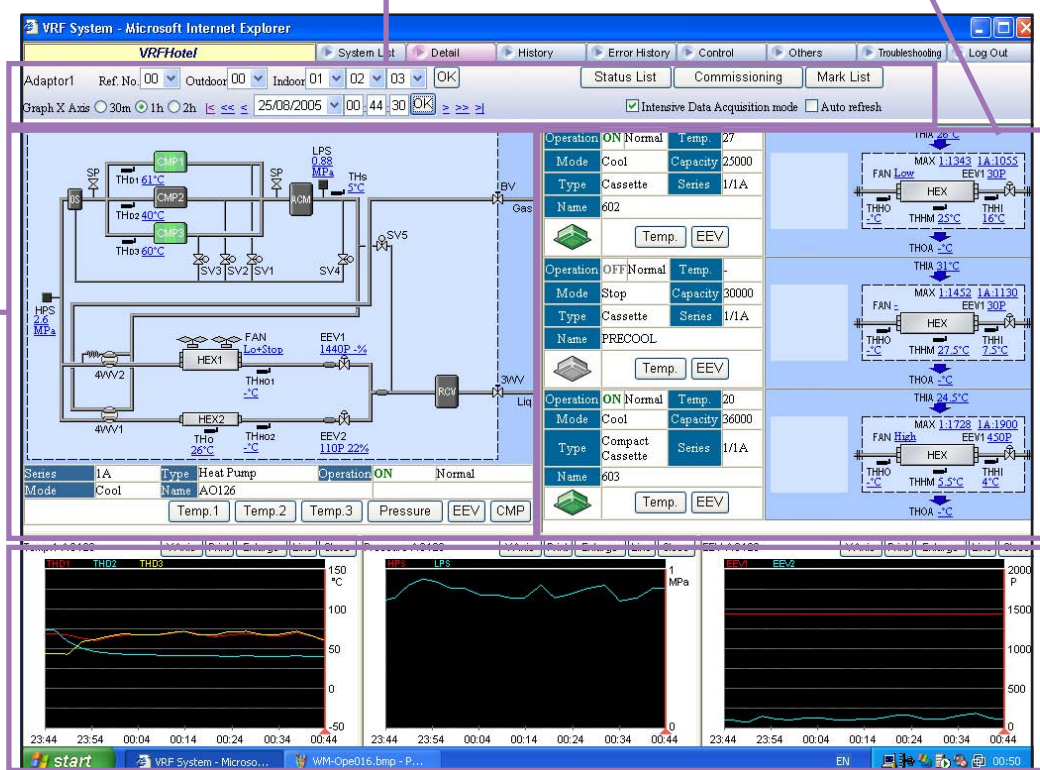 VRF System - Microsoft Internet Explorer
VRFHotel System List Detail History Error History Control Others Troubleshooting Log Out
Adaptor1 Ref. No. 00 Outdoor 00 Indoor 01 02 03 OK Status List Commissioning Mark List
Graph X Axis 30m 1h 2h |< << < 25/08/2005 00 : 44 : 30 OK > >> >| Intensive Data Acquisition mode Auto refresh
SP
CMP1
THD1 61°C
OS
CMP2
THD2 40°C
CMP3
THD3 60°C
SP
ACM
LPS
0.88
MPa
THs
5°C
BV
Gas
SV5
SV3 SV2 SV1 SV4
HPS
2.6
MPa
FAN
Lo+Stop
EEV1
1440P -%
HEX1
4WV2
THHO1
-°C
RCV
3WV
Liq
4WV1
HEX2
THO
26°C
THHO2
-°C
EEV2
110P 22%
Series 1A Type Heat Pump Operation ON Normal
Mode Cool Name AO126
Temp.1 Temp.2 Temp.3 Pressure EEV CMP
Operation ON Normal Temp. 27
Mode Cool Capacity 25000
Type Cassette Series 1/1A
Name 602
Temp. EEV
THIA 26°C
MAX 1:1343 1A:1055
FAN Low EEV1 30P
HEX
THHO
-°C
THHM 25°C
THHI
16°C
THOA -°C
Operation OFF Normal Temp. -
Mode Stop Capacity 30000
Type Cassette Series 1/1A
Name PRECOOL
Temp. EEV
THIA 31°C
MAX 1:1452 1A:1130
FAN - EEV1 30P
HEX
THHO
-°C
THHM 27.5°C
THHI
7.5°C
THOA -°C
Operation ON Normal Temp. 20
Mode Cool Capacity 36000
Type Compact Cassette Series 1/1A
Name 603
Temp. EEV
THIA 24.5°C
MAX 1:1728 1A:1900
FAN High EEV1 450P
HEX
THHO
-°C
THHM 5.5°C
THHI
4°C
THOA -°C
THD1 THD2 THD3
150
°C
100
50
0
-50
23:44 23:54 00:04 00:14 00:24 00:34 00:44
HPS LPS
1
MPa
0
23:44 23:54 00:04 00:14 00:24 00:34 00:44
EEV1 EEV2
2000
P
1500
1000
500
0
23:44 23:54 00:04 00:14 00:24 00:34 00:44
start VRF System - Microso... WM-Ope016.bmp - P... EN 00:50